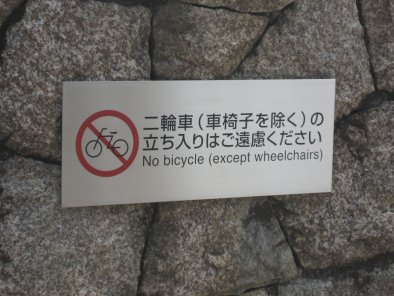 二輪車(車椅子を除く)の
立ち入りはご遠慮ください
No bicycle (except wheelchairs)